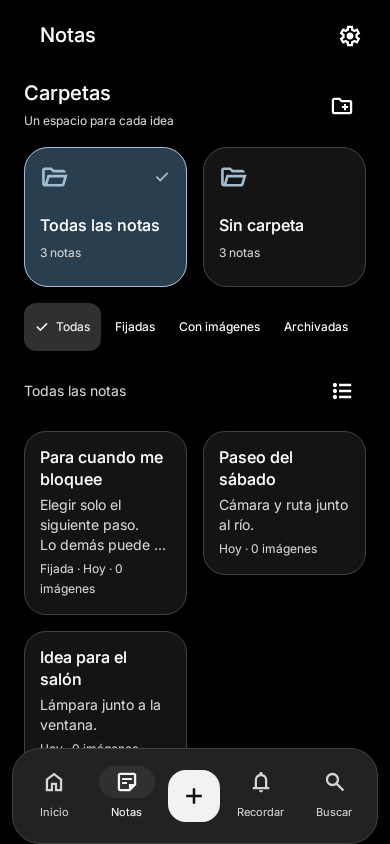 Notas
Carpetas
Un espacio para cada idea
Todas las notas
3 notas
Sin carpeta
3 notas
Todas
Fijadas
Con imágenes
Archivadas
Todas las notas
Para cuando me
bloquee
Elegir solo el
siguiente paso.
Lo demás puede ...
Fijada · Hoy · 0
imágenes
Paseo del
sábado
Cámara y ruta junto
al río.
Hoy · 0 imágenes
Idea para el
salón
Lámpara junto a la
ventana.
Hoy · 0 imágenes
Inicio
Notas
Recordar
Buscar